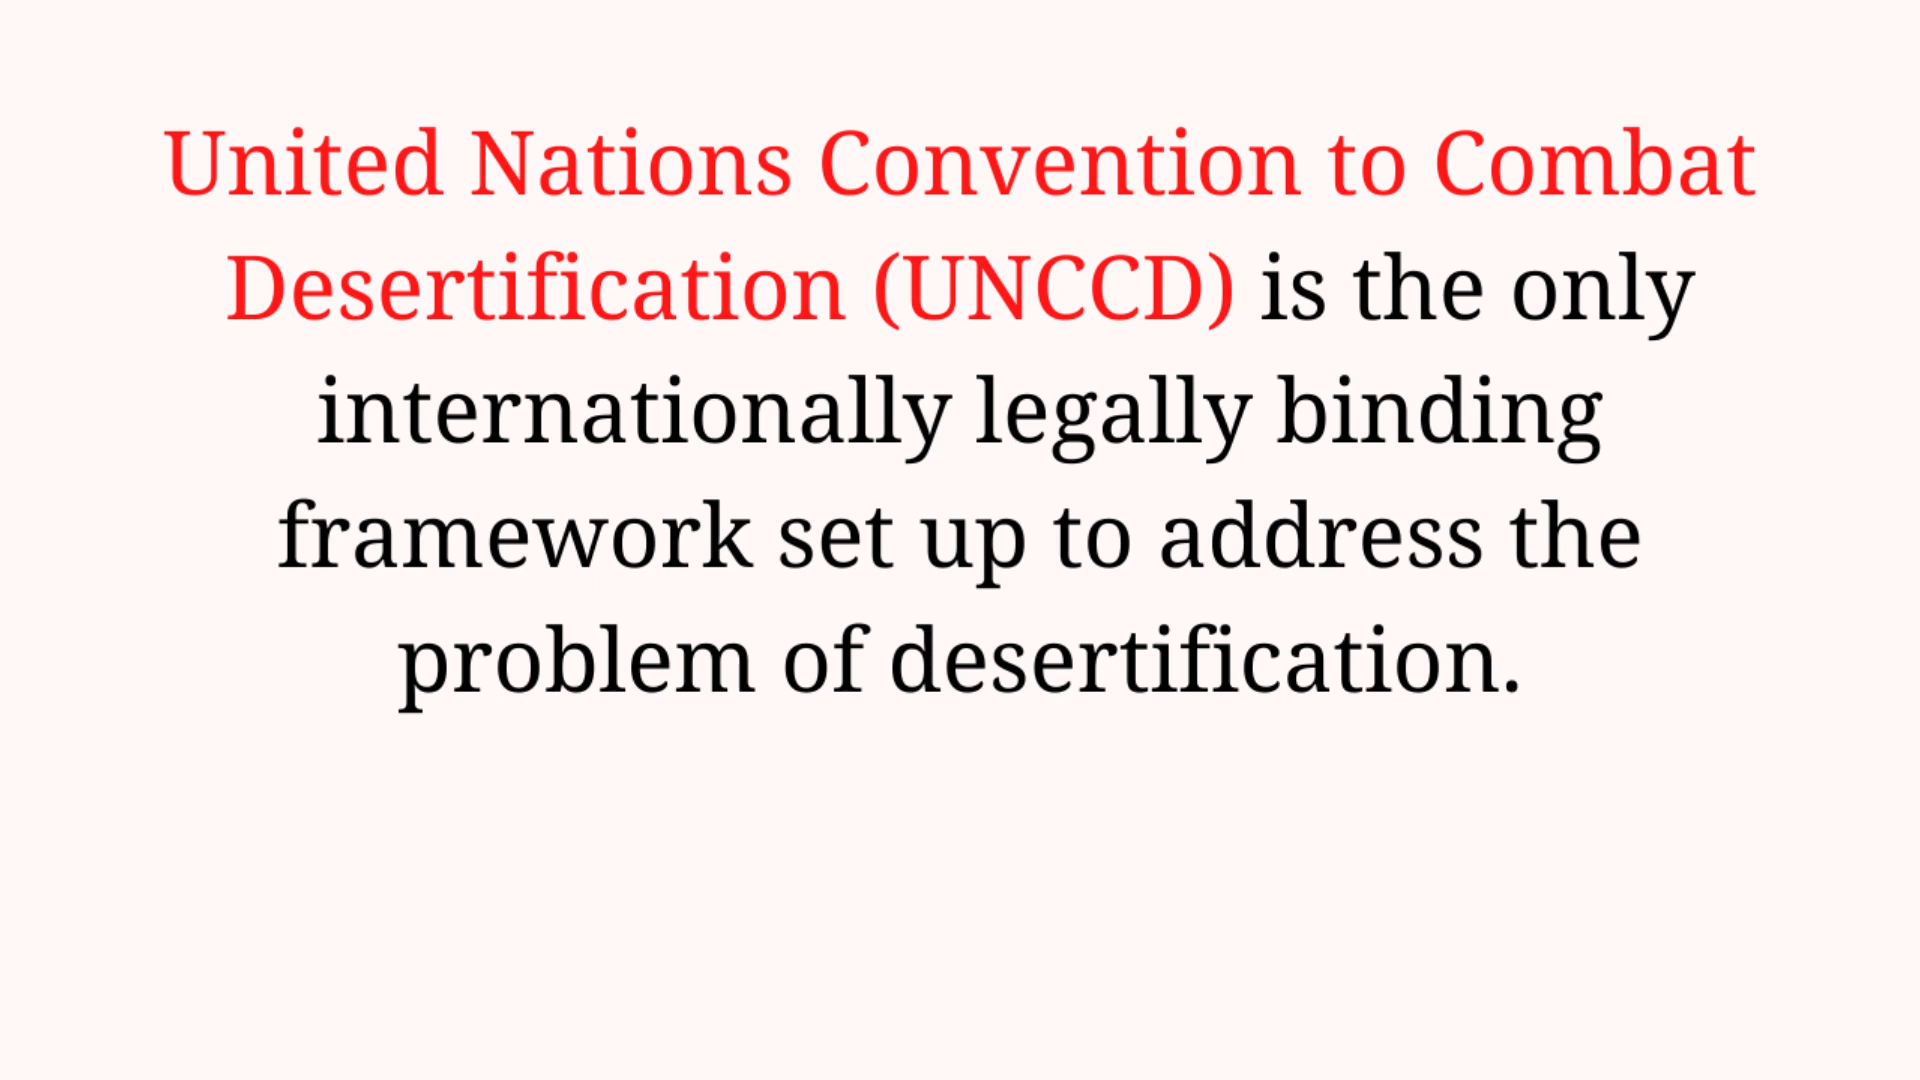 United Nations Convention to Combat
Desertification (UNCCD) is the only
internationally legally binding
framework set up to address the
problem of desertification.